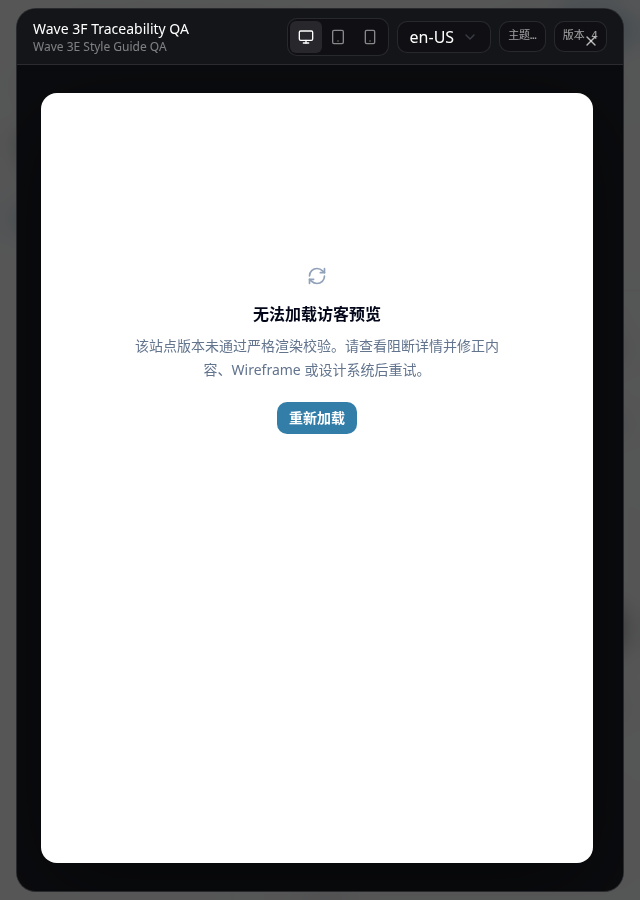 Wave 3F Traceability QA
Wave 3E Style Guide QA
en-US
主题…
版本 4
无法加载访客预览
该站点版本未通过严格渲染校验。请查看阻断详情并修正内
容、Wireframe 或设计系统后重试。
重新加载